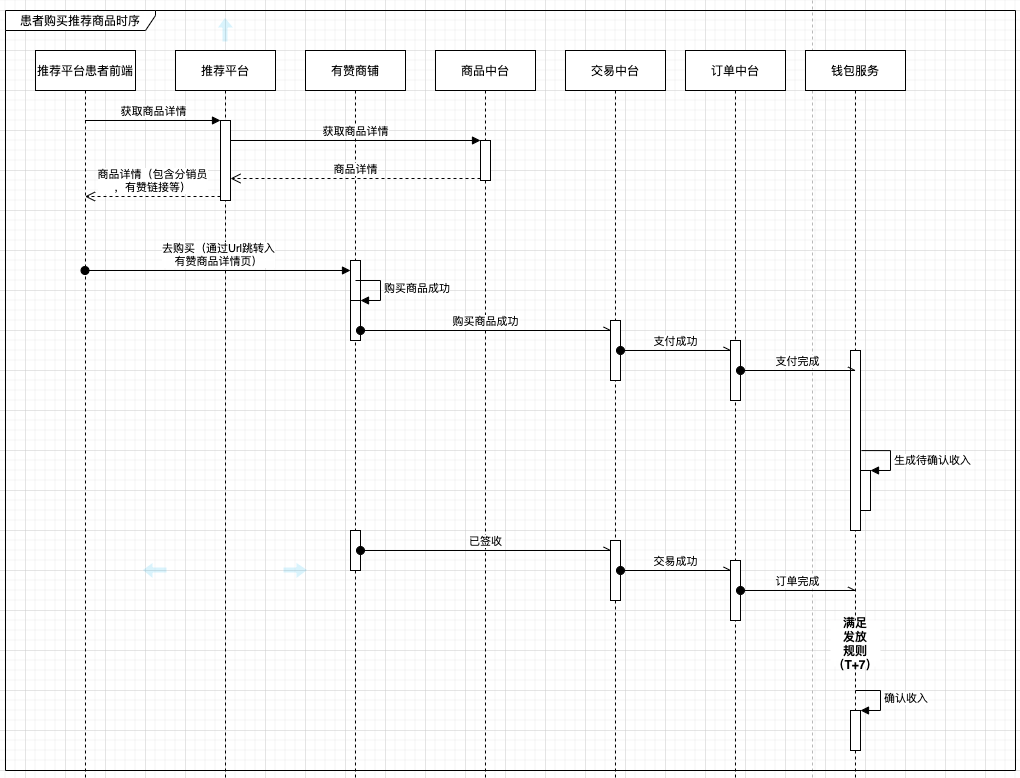 患者购买推荐商品时序
推荐平台患者前端
推荐平台
有赞商铺
商品中台
交易中台
订单中台
钱包服务
获取商品详情
获取商品详情
商品详情
商品详情（包含分销员
，有赞链接等）
去购买（通过Url跳转入
有赞商品详情页）
购买商品成功
购买商品成功
支付成功
支付完成
生成待确认收入
已签收
交易成功
订单完成
满足
发放
规则
(T+7)
确认收入